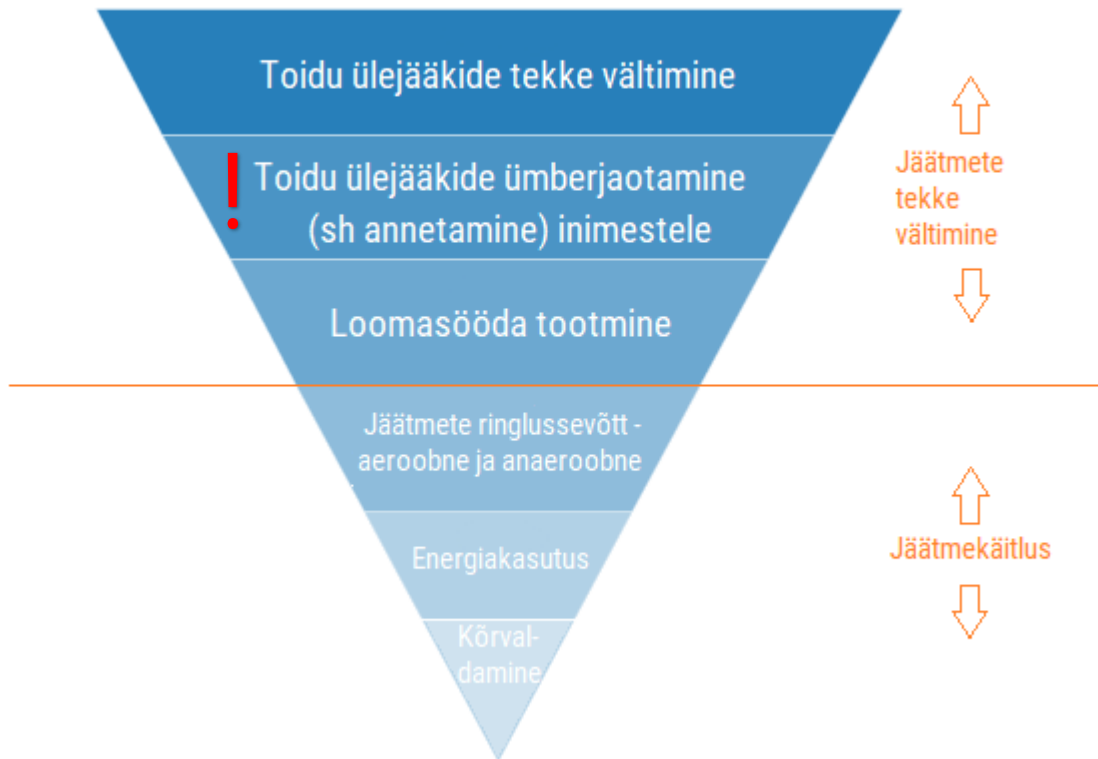 Toidu ülejääkide tekke vältimine
! Toidu ülejääkide ümberjaotamine
(sh annetamine) inimestele
Loomasööda tootmine
Jäätmete
tekke
vältimine
Jäätmete ringlussevõtt -
aeroobne ja anaeroobne
Energiakasutus
Kõrval-
damine
Jäätmekäitlus